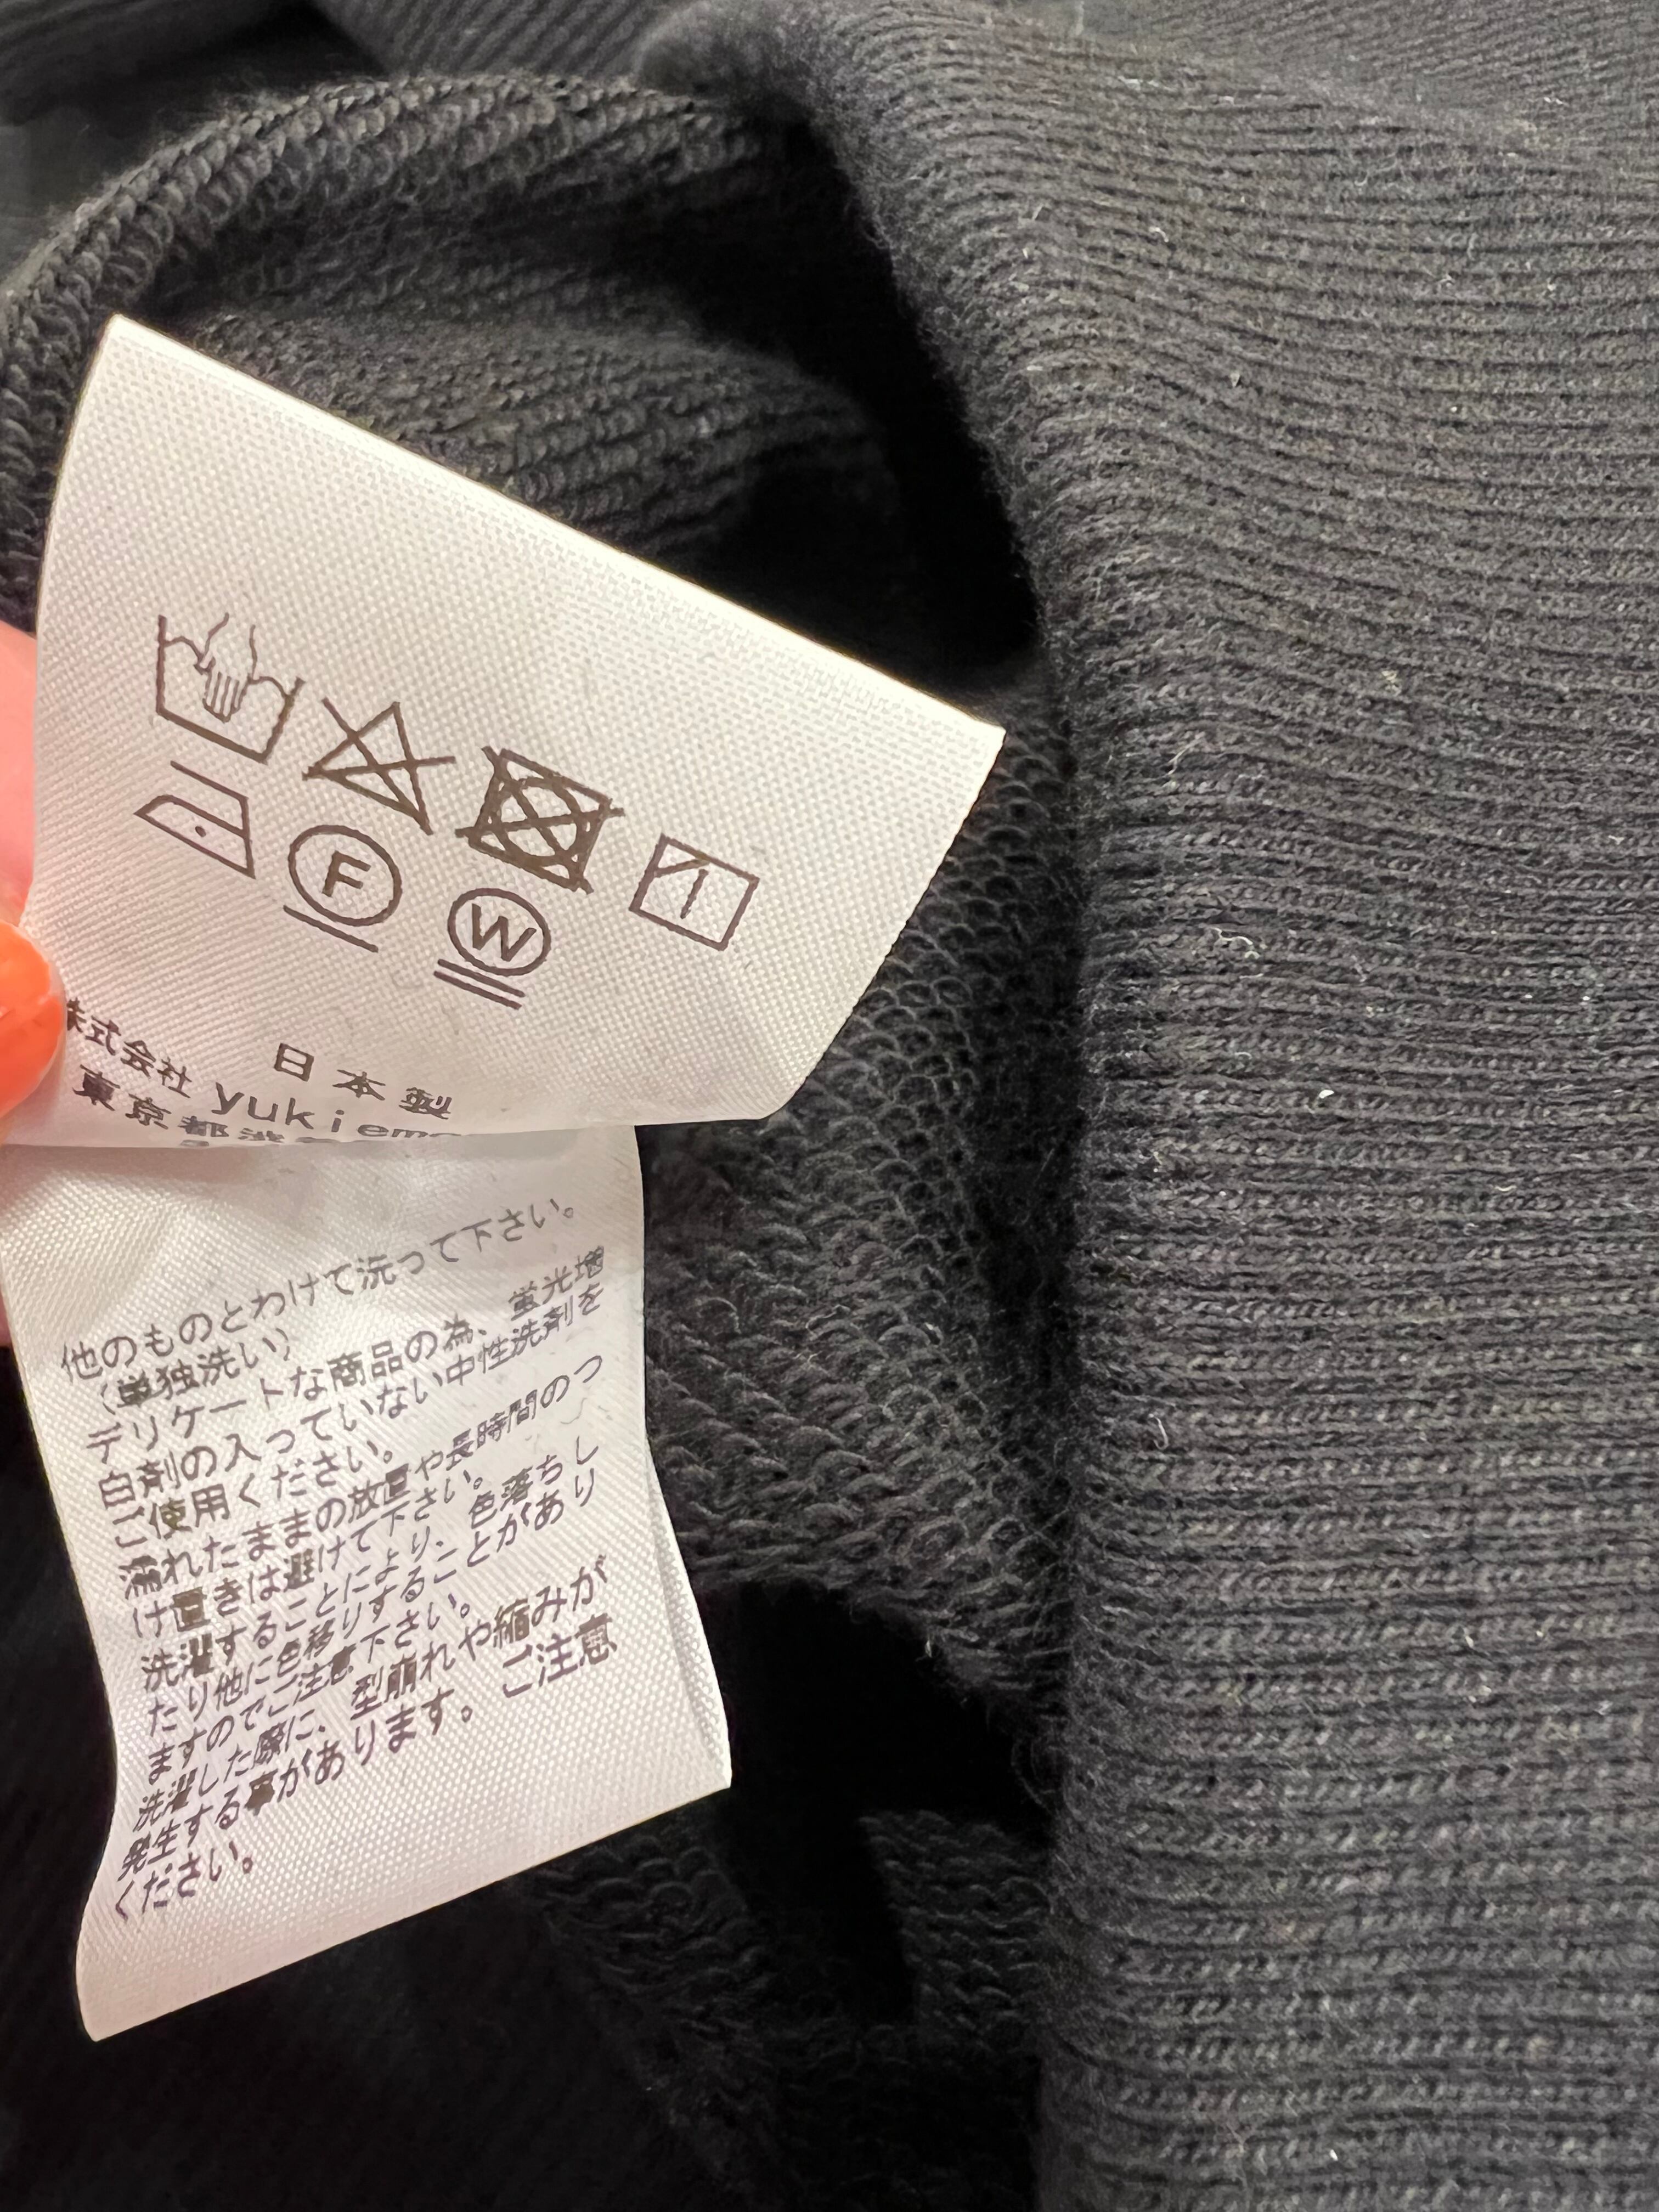 F
W
日本製
株式会社 yukiem
東京都渋
他のものとわけて洗って下さい。
(単独洗い)
デリケートな商品の為、蛍光増
白剤の入っていない中性洗剤を
ご使用ください。
濡れたままの放置や長時間のつ
け置きは避けて下さい。
洗濯することにより、色落ちし
たり他に色移りすることがあり
ますのでご注意下さい。
洗濯した際に、型崩れや縮みが
発生する事があります。ご注意
ください。